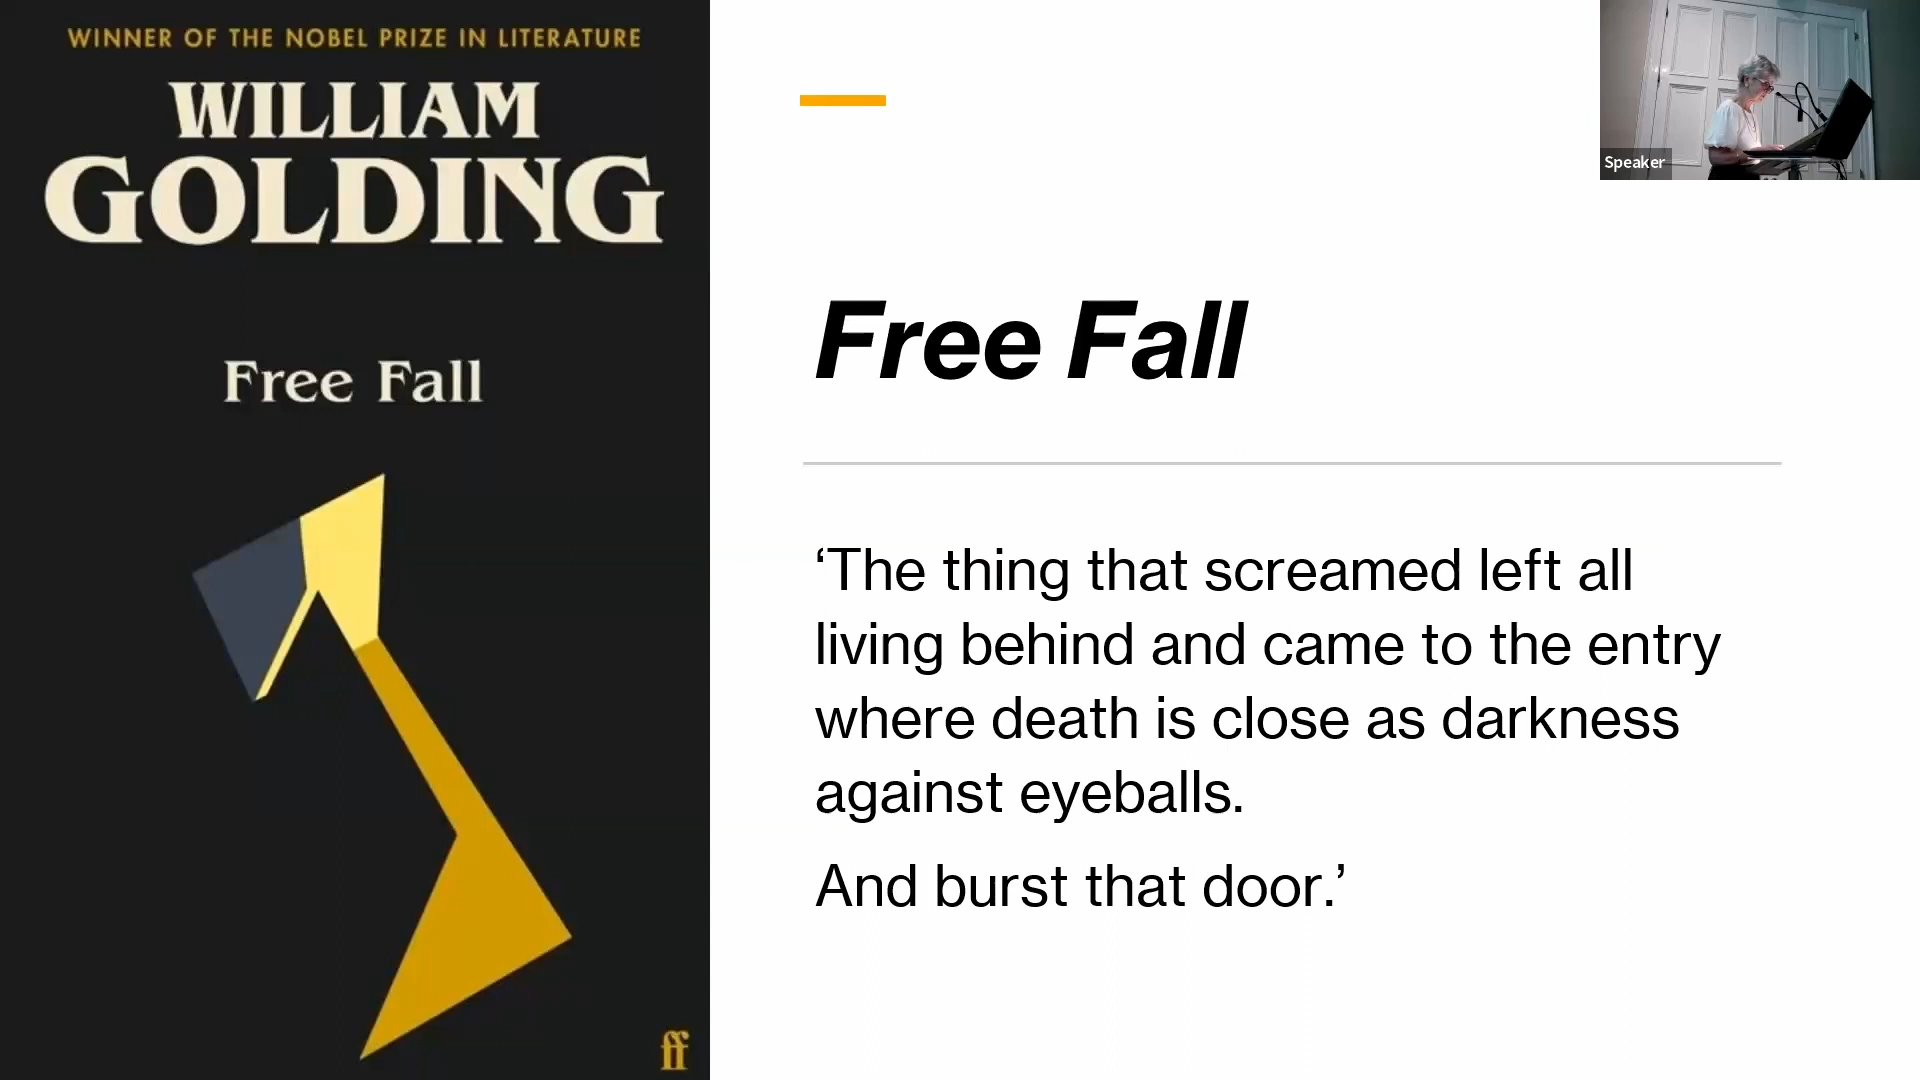 WINNER OF THE NOBEL PRIZE IN LITERATURE
WILLIAM
GOLDING
Free Fall
ff
Free Fall
‘The thing that screamed left all
living behind and came to the entry
where death is close as darkness
against eyeballs.
And burst that door.’
Speaker